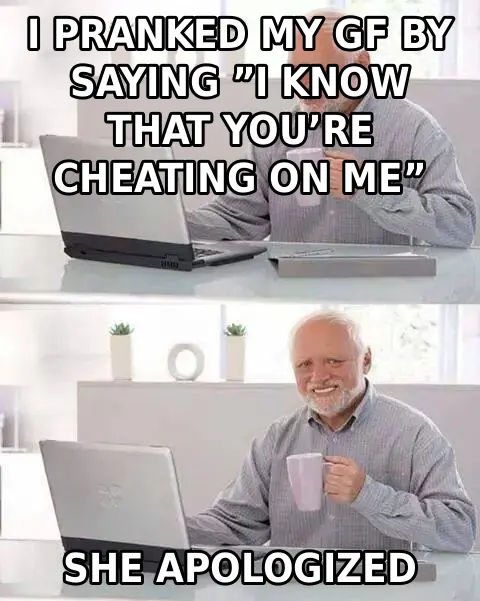 I PRANKED MY GF BY
SAYING ”I KNOW
THAT YOU’RE
CHEATING ON ME”
SHE APOLOGIZED